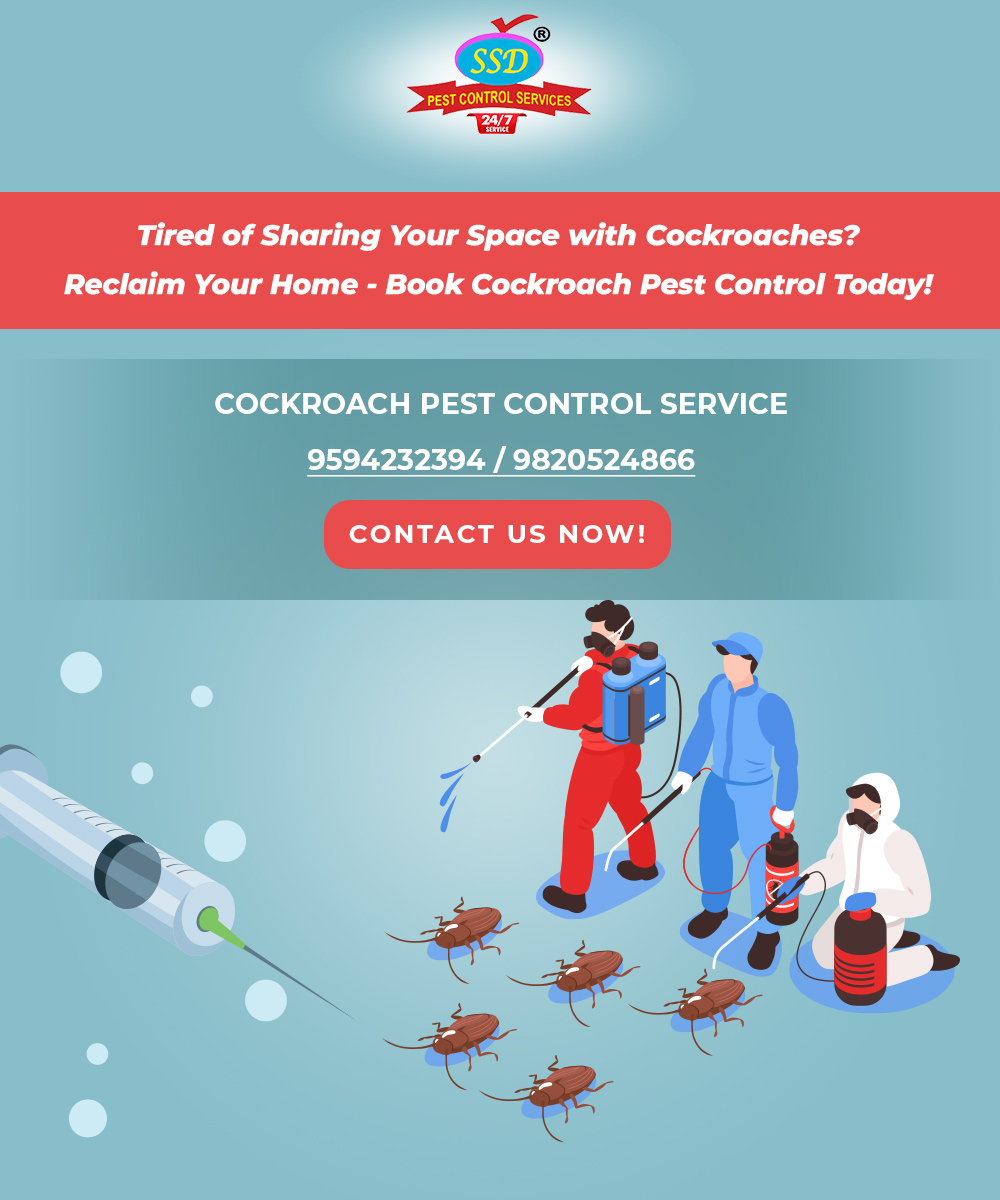 SSD
®
PEST CONTROL SERVICES
24/7
SERVICE
Tired of Sharing Your Space with Cockroaches?
Reclaim Your Home - Book Cockroach Pest Control Today!
COCKROACH PEST CONTROL SERVICE
9594232394 / 9820524866
CONTACT US NOW!